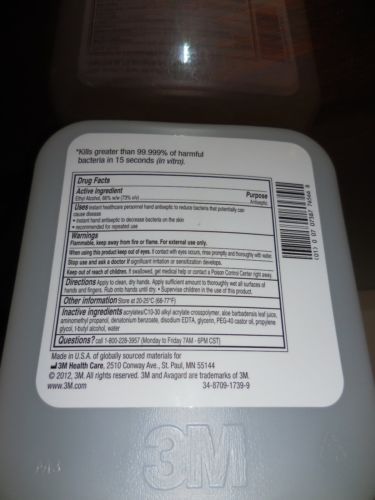 *Kills greater than 99.999% of harmful
bacteria in 15 seconds (in vitro).
Drug Facts
Active ingredient
Purpose
Ethyl Alcohol, 66% w/w (73% v/v)
Antiseptic
Uses instant healthcare personnel hand antiseptic to reduce bacteria that potentially can
cause disease
• instant hand antiseptic to decrease bacteria on the skin
• recommended for repeated use
Warnings
Flammable, keep away from fire or flame. For external use only.
When using this product keep out of eyes. If contact with eyes occurs, rinse promptly and thoroughly with water.
Stop use and ask a doctor if significant irritation or sensitization develops.
Keep out of reach of children. If swallowed, get medical help or contact a Poison Control Center right away.
Directions Apply to clean, dry hands. Apply sufficient amount to thoroughly wet all surfaces of
hands and fingers. Rub onto hands until dry. • Supervise children in the use of this product.
Other information Store at 20-25°C (68-77°F)
Inactive ingredients acrylates/C10-30 alkyl acrylate crosspolymer, aloe barbadensis leaf juice,
aminomethyl propanol, denatonium benzoate, disodium EDTA, glycerin, PEG-40 castor oil, propylene
glycol, t-butyl alcohol, water
Questions? call 1-800-228-3957 (Monday to Friday 7AM - 6PM CST)
Made in U.S.A. of globally sourced materials for
3M Health Care, 2510 Conway Ave., St. Paul, MN 55144
© 2012, 3M. All rights reserved. 3M and Avagard are trademarks of 3M.
www.3M.com
34-8709-1739-9
3M